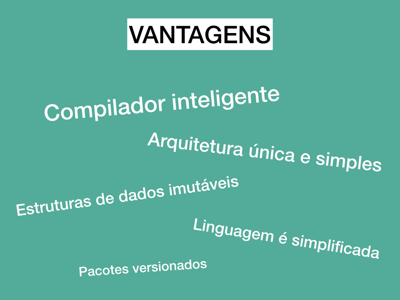 VANTAGENS
Compilador inteligente
Arquitetura única e simples
Estruturas de dados imutáveis
Linguagem é simplificada
Pacotes versionados